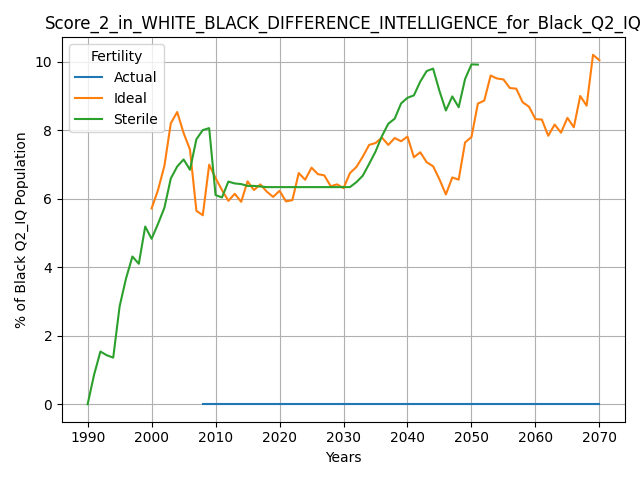 Score_2_in_WHITE_BLACK_DIFFERENCE_INTELLIGENCE_for_Black_Q2_IQ
Fertility
Actual
Ideal
Sterile
% of Black Q2_IQ Population
10
8
6
4
2
0
1990 2000 2010 2020 2030 2040 2050 2060 2070
Years